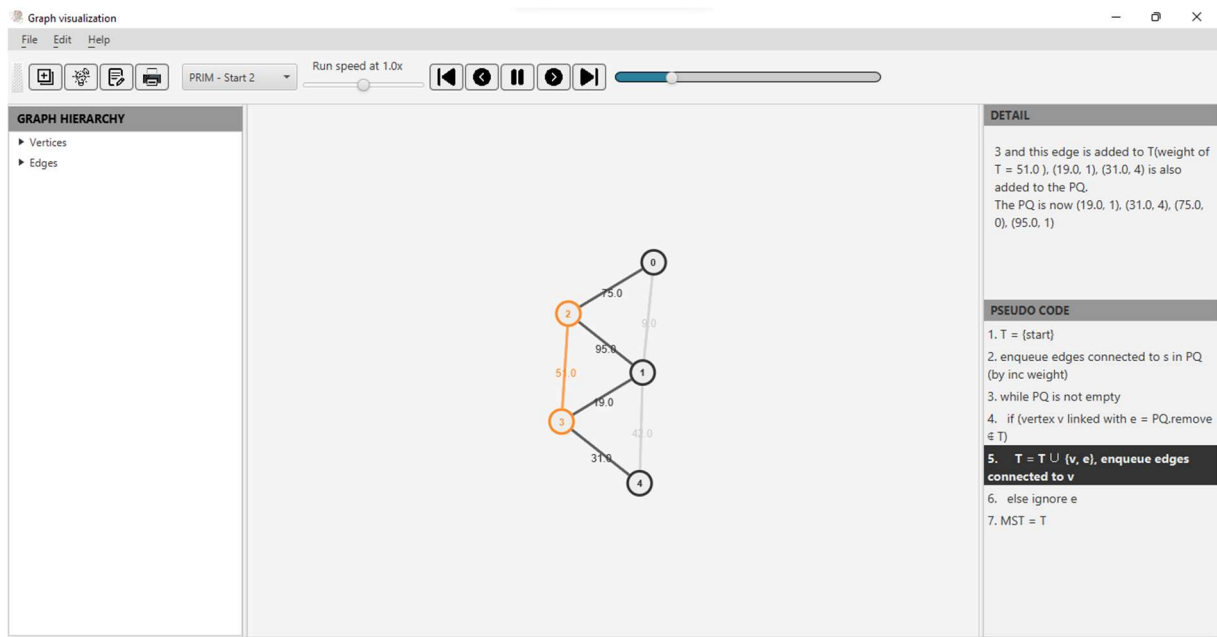 Graph visualization
File Edit Help
PRIM - Start 2
Run speed at 1.0x
GRAPH HIERARCHY
Vertices
Edges
0
75.0
2
9.0
95.0
1
51.0
19.0
3
42.0
31.0
4
DETAIL
3 and this edge is added to T(weight of
T = 51.0 ), (19.0, 1), (31.0, 4) is also
added to the PQ.
The PQ is now (19.0, 1), (31.0, 4), (75.0,
0), (95.0, 1)
PSEUDO CODE
1. T = {start}
2. enqueue edges connected to s in PQ
(by inc weight)
3. while PQ is not empty
4. if (vertex v linked with e = PQ.remove
∉ T)
5. T = T ∪ {v, e}, enqueue edges
connected to v
6. else ignore e
7. MST = T